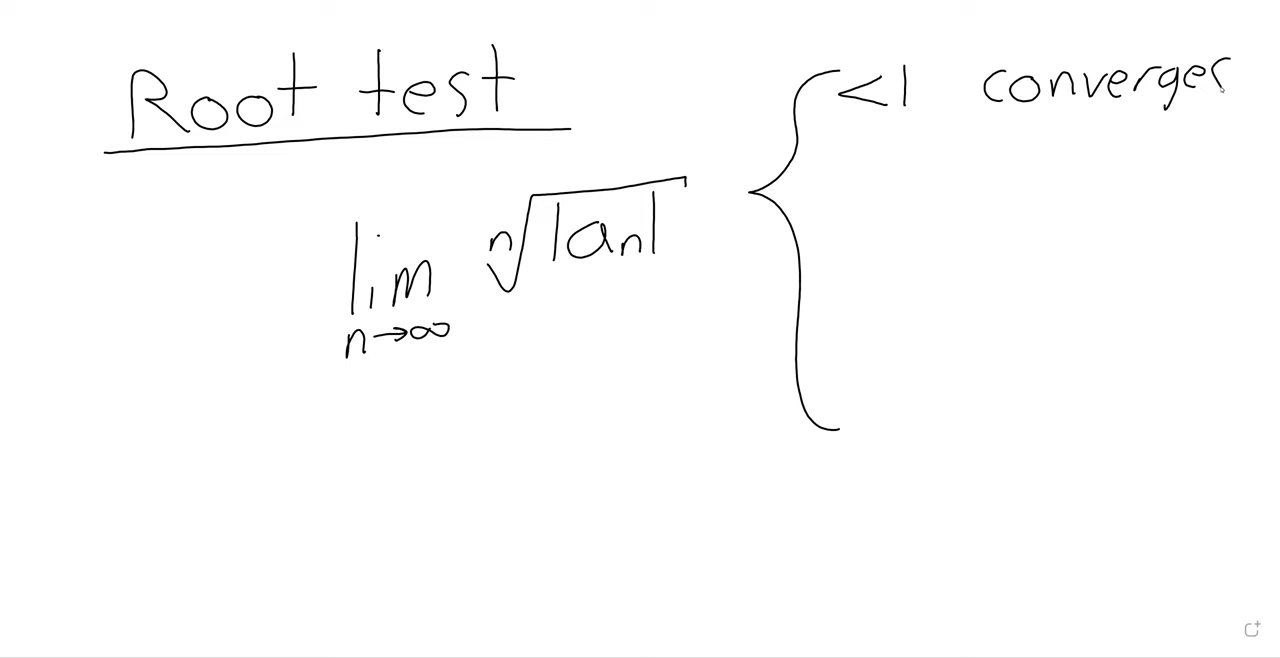 Root test
< 1 converges
lim n→∞ ⁿ√|an|